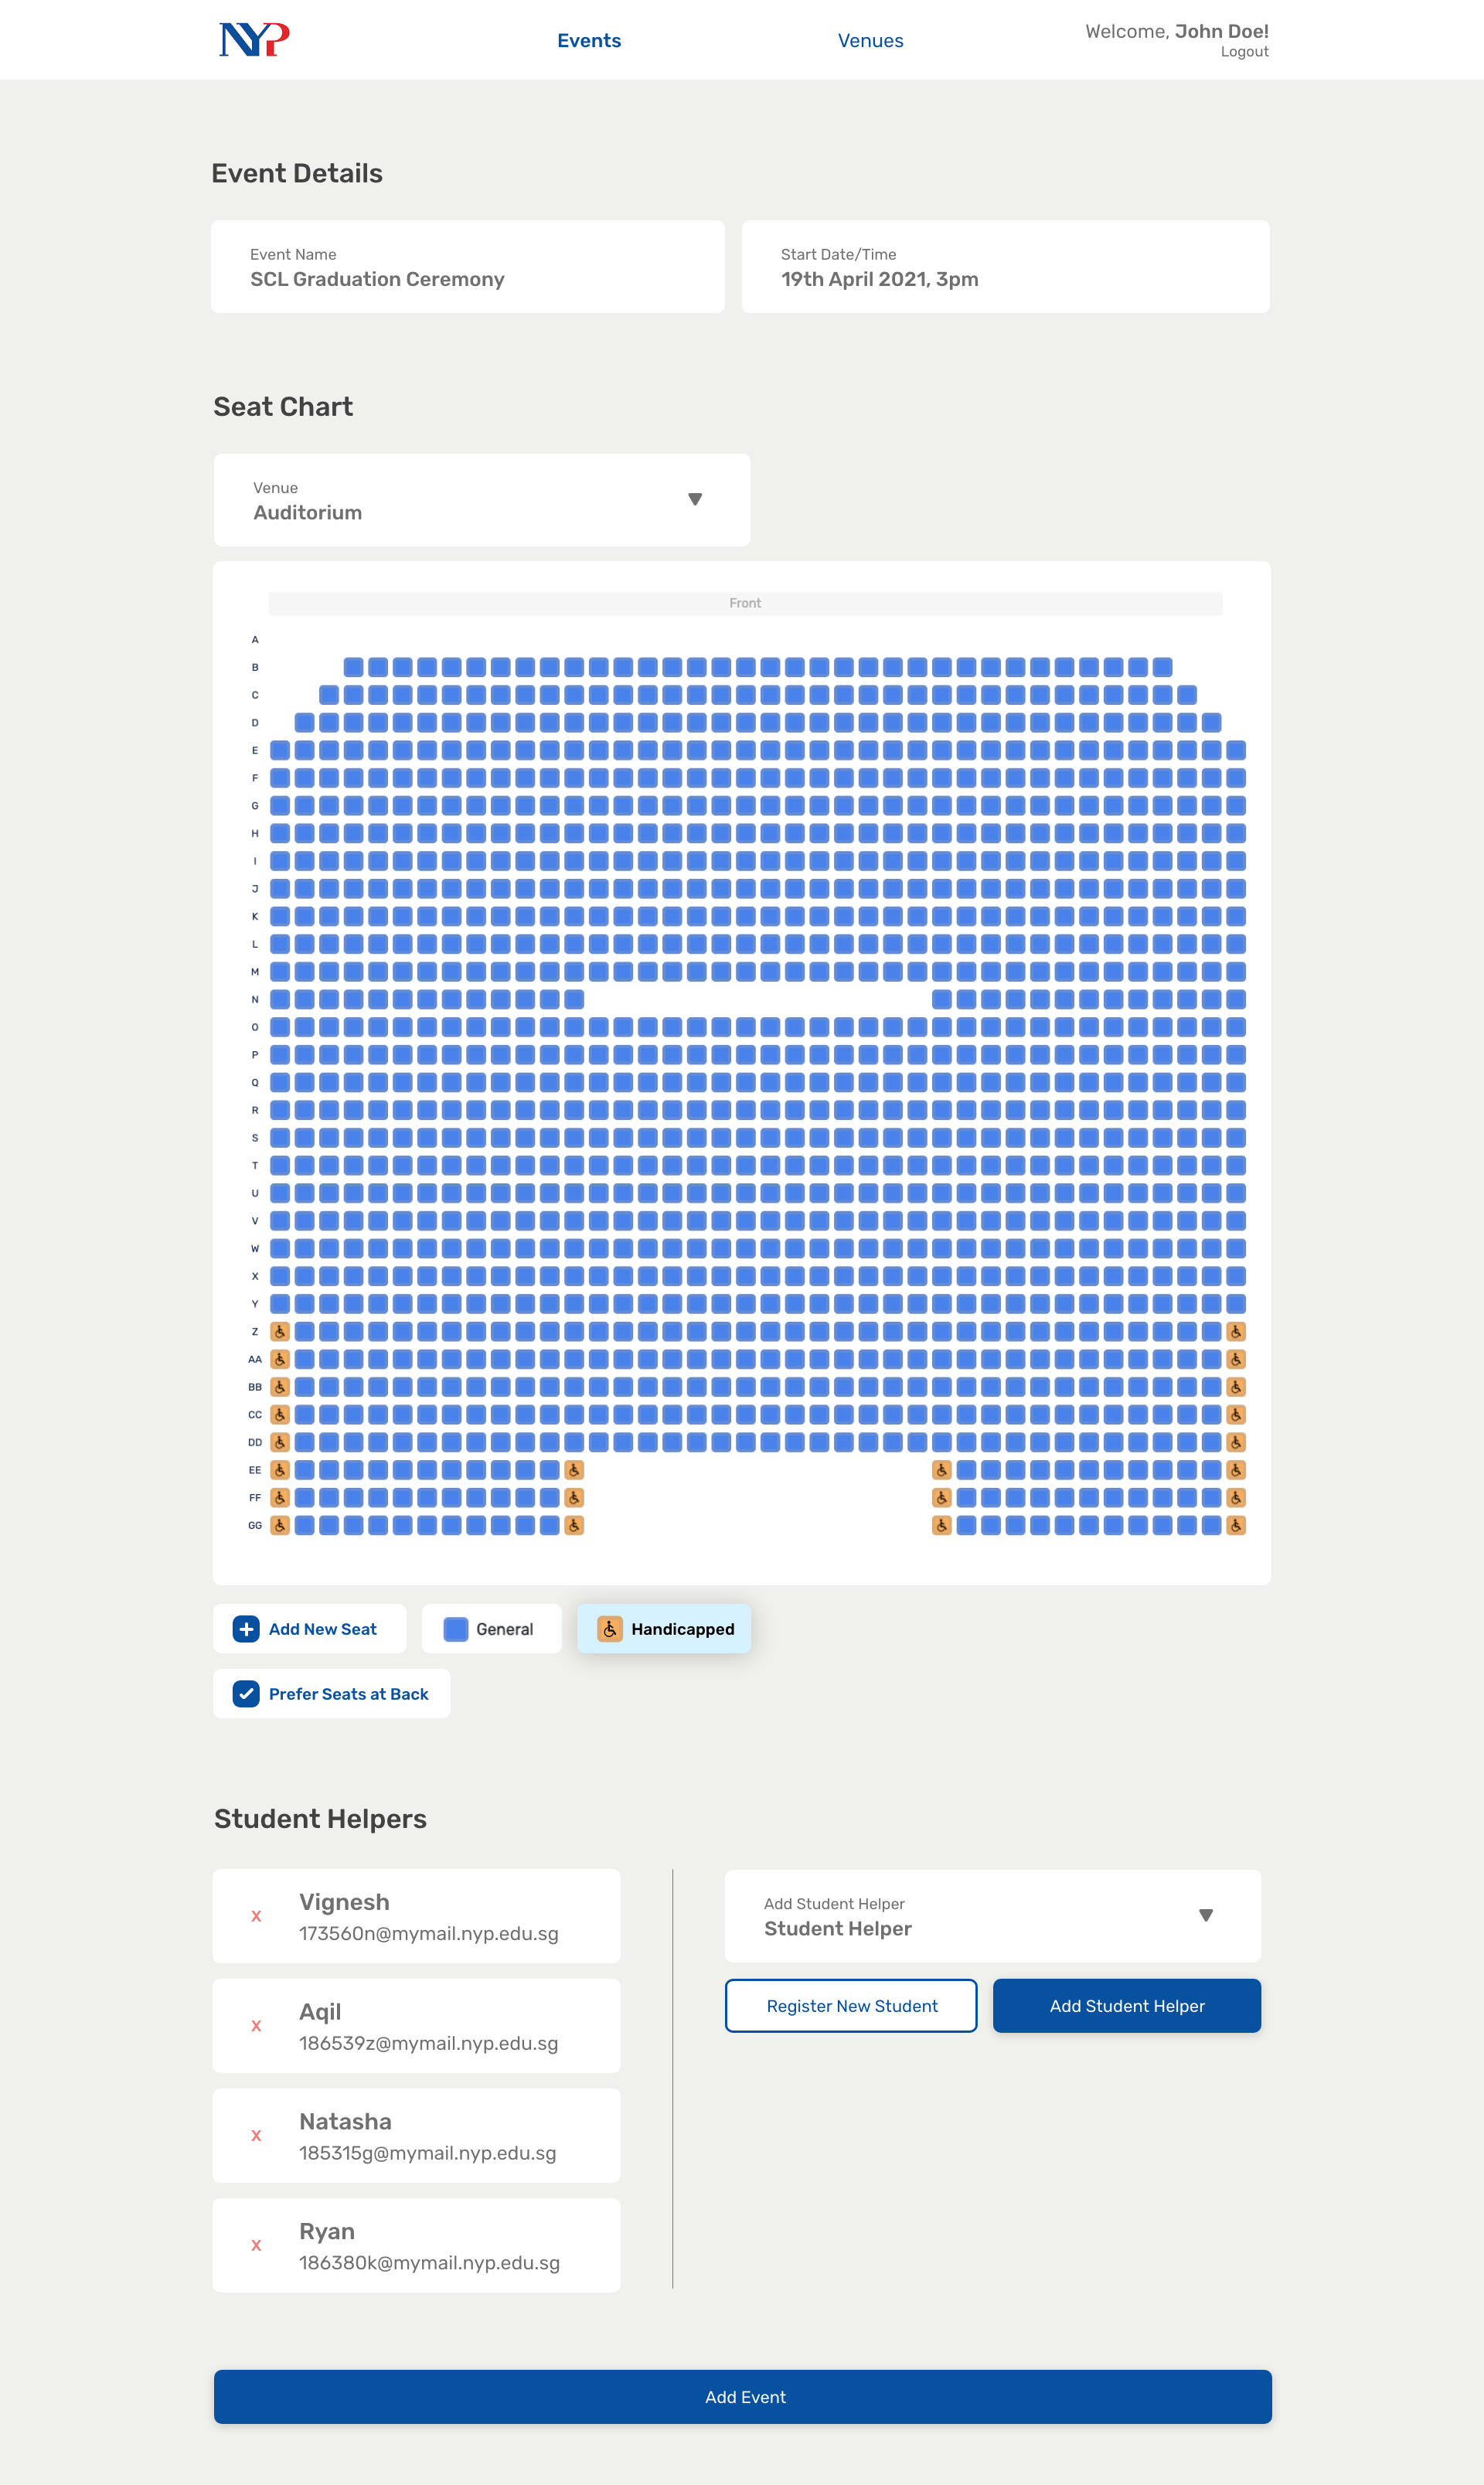 NYP
Events
Venues
Welcome, John Doe!
Logout
Event Details
Event Name
SCL Graduation Ceremony
Start Date/Time
19th April 2021, 3pm
Seat Chart
Venue
Auditorium
Front
A
B
C
D
E
F
G
H
I
J
K
L
M
N
O
P
Q
R
S
T
U
V
W
X
Y
Z
AA
BB
CC
DD
EE
FF
GG
Add New Seat
General
Handicapped
Prefer Seats at Back
Student Helpers
X
Vignesh
173560n@mymail.nyp.edu.sg
X
Aqil
186539z@mymail.nyp.edu.sg
X
Natasha
185315g@mymail.nyp.edu.sg
X
Ryan
186380k@mymail.nyp.edu.sg
Add Student Helper
Student Helper
Register New Student
Add Student Helper
Add Event